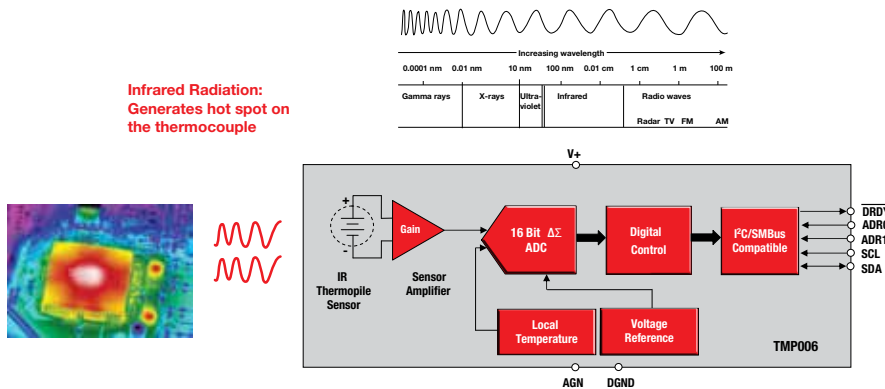 Increasing wavelength
0.0001 nm 0.01 nm 10 nm 100 nm 0.01 cm 1 cm 1 m 100 m
Gamma rays X-rays Ultra-
violet Infrared Radio waves
Radar TV FM AM
Infrared Radiation:
Generates hot spot on
the thermocouple
V+
+
-
IR
Thermopile
Sensor
Gain
Sensor
Amplifier
16 Bit ΔΣ
ADC
Digital
Control
I²C/SMBus
Compatible
DRDY
ADR0
ADR1
SCL
SDA
Local
Temperature
Voltage
Reference
TMP006
AGN DGND